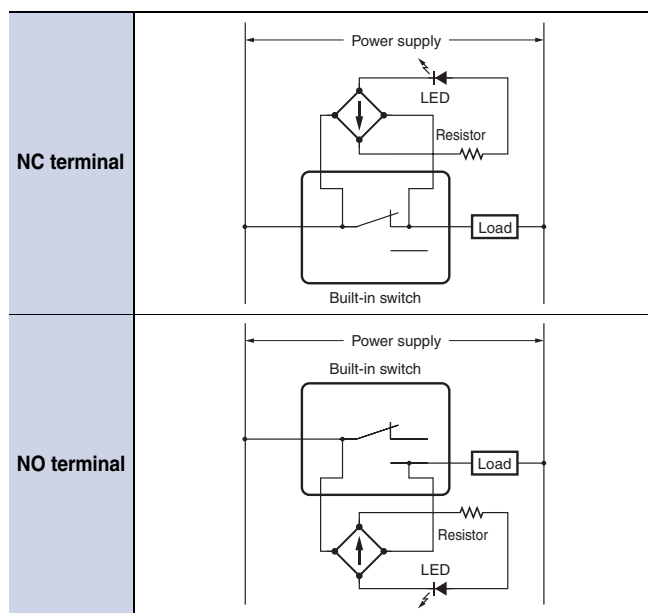 NC terminal
Power supply
LED
Resistor
Load
Built-in switch
NO terminal
Power supply
Built-in switch
Load
Resistor
LED